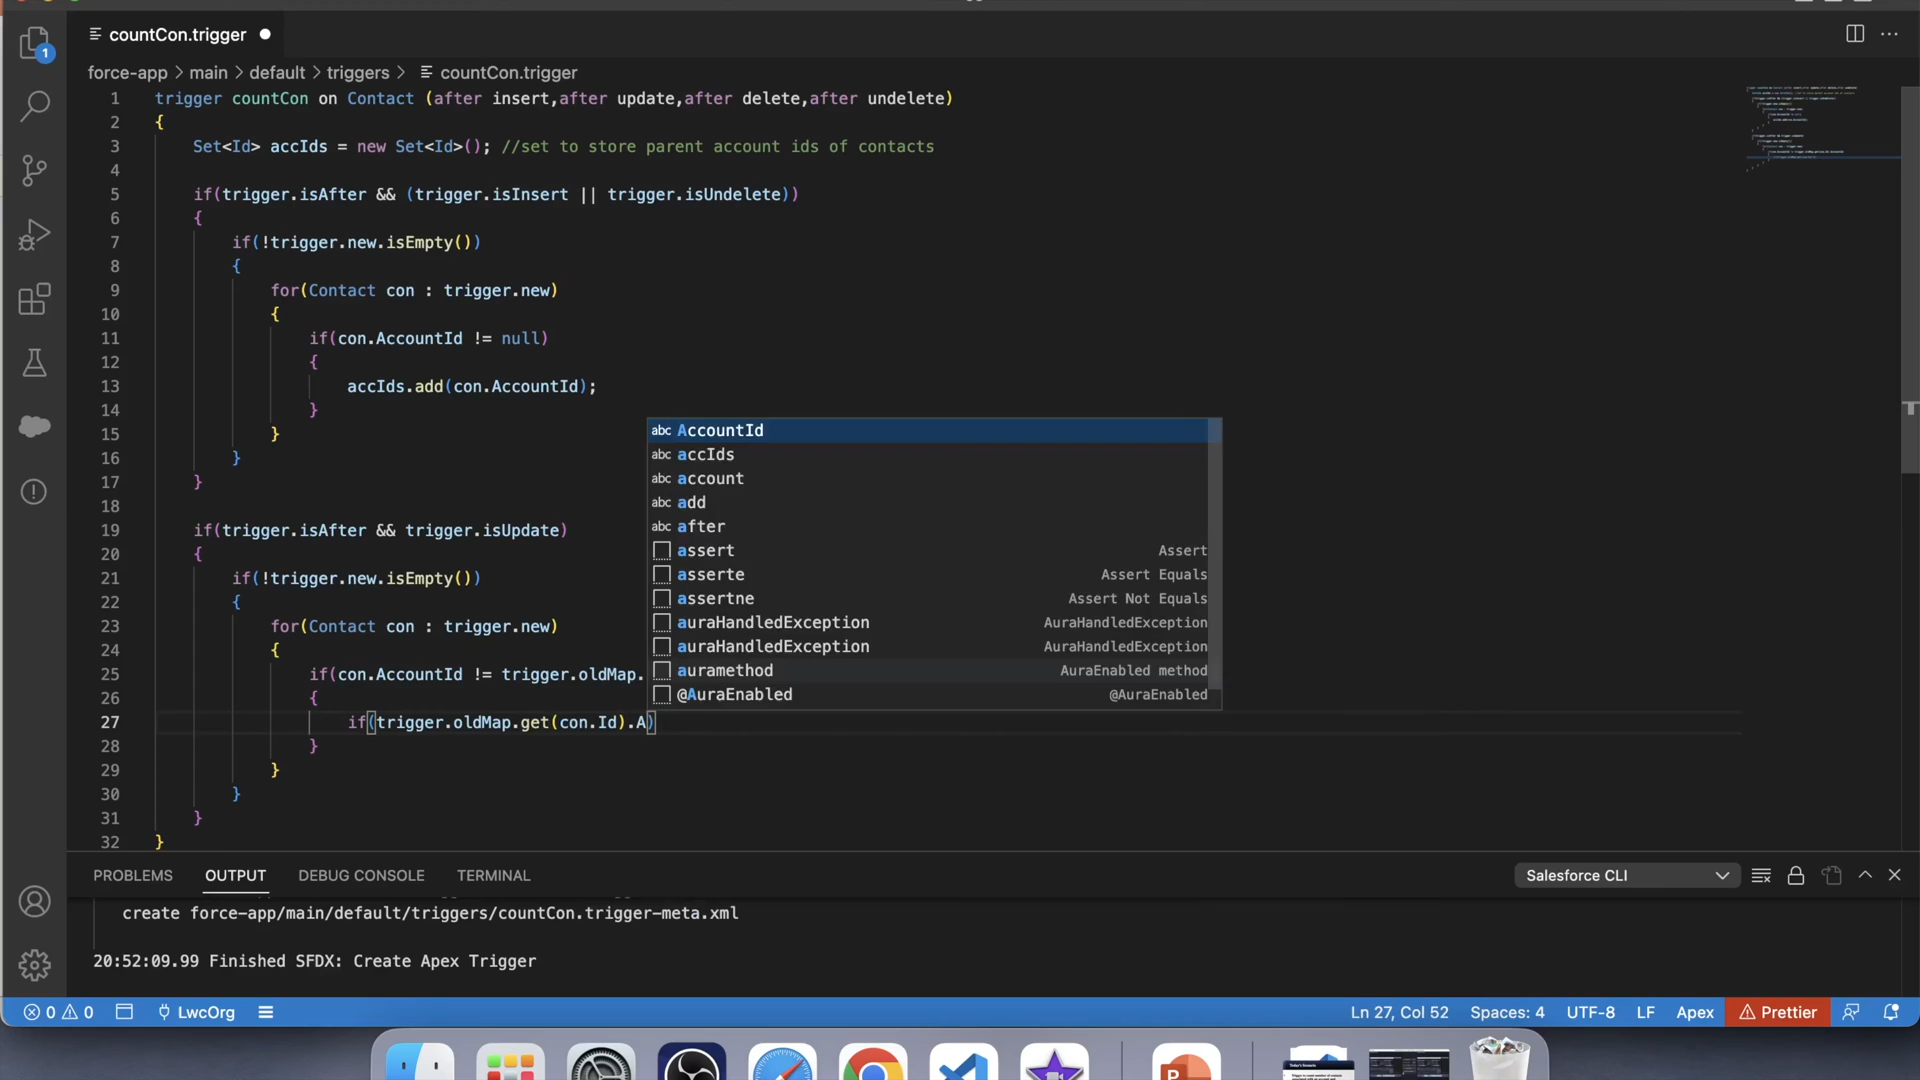 countCon.trigger
force-app > main > default > triggers > countCon.trigger
1 trigger countCon on Contact (after insert,after update,after delete,after undelete)
2 {
3 Set<Id> accIds = new Set<Id>(); //set to store parent account ids of contacts
4
5 if(trigger.isAfter && (trigger.isInsert || trigger.isUndelete))
6 {
7 if(!trigger.new.isEmpty())
8 {
9 for(Contact con : trigger.new)
10 {
11 if(con.AccountId != null)
12 {
13 accIds.add(con.AccountId);
14 }
15 }
16 }
17 }
18
19 if(trigger.isAfter && trigger.isUpdate)
20 {
21 if(!trigger.new.isEmpty())
22 {
23 for(Contact con : trigger.new)
24 {
25 if(con.AccountId != trigger.oldMap.
26 {
27 if(trigger.oldMap.get(con.Id).A)
28 }
29 }
30 }
31 }
32 }
abc AccountId
abc accIds
abc account
abc add
abc after
assert Assert
asserte Assert Equals
assertne Assert Not Equals
auraHandledException AuraHandledException
auraHandledException AuraHandledException
auramethod AuraEnabled method
@AuraEnabled @AuraEnabled
1
PROBLEMS OUTPUT DEBUG CONSOLE TERMINAL Salesforce CLI
create force-app/main/default/triggers/countCon.trigger-meta.xml
20:52:09.99 Finished SFDX: Create Apex Trigger
0 0 LwcOrg Ln 27, Col 52 Spaces: 4 UTF-8 LF Apex Prettier